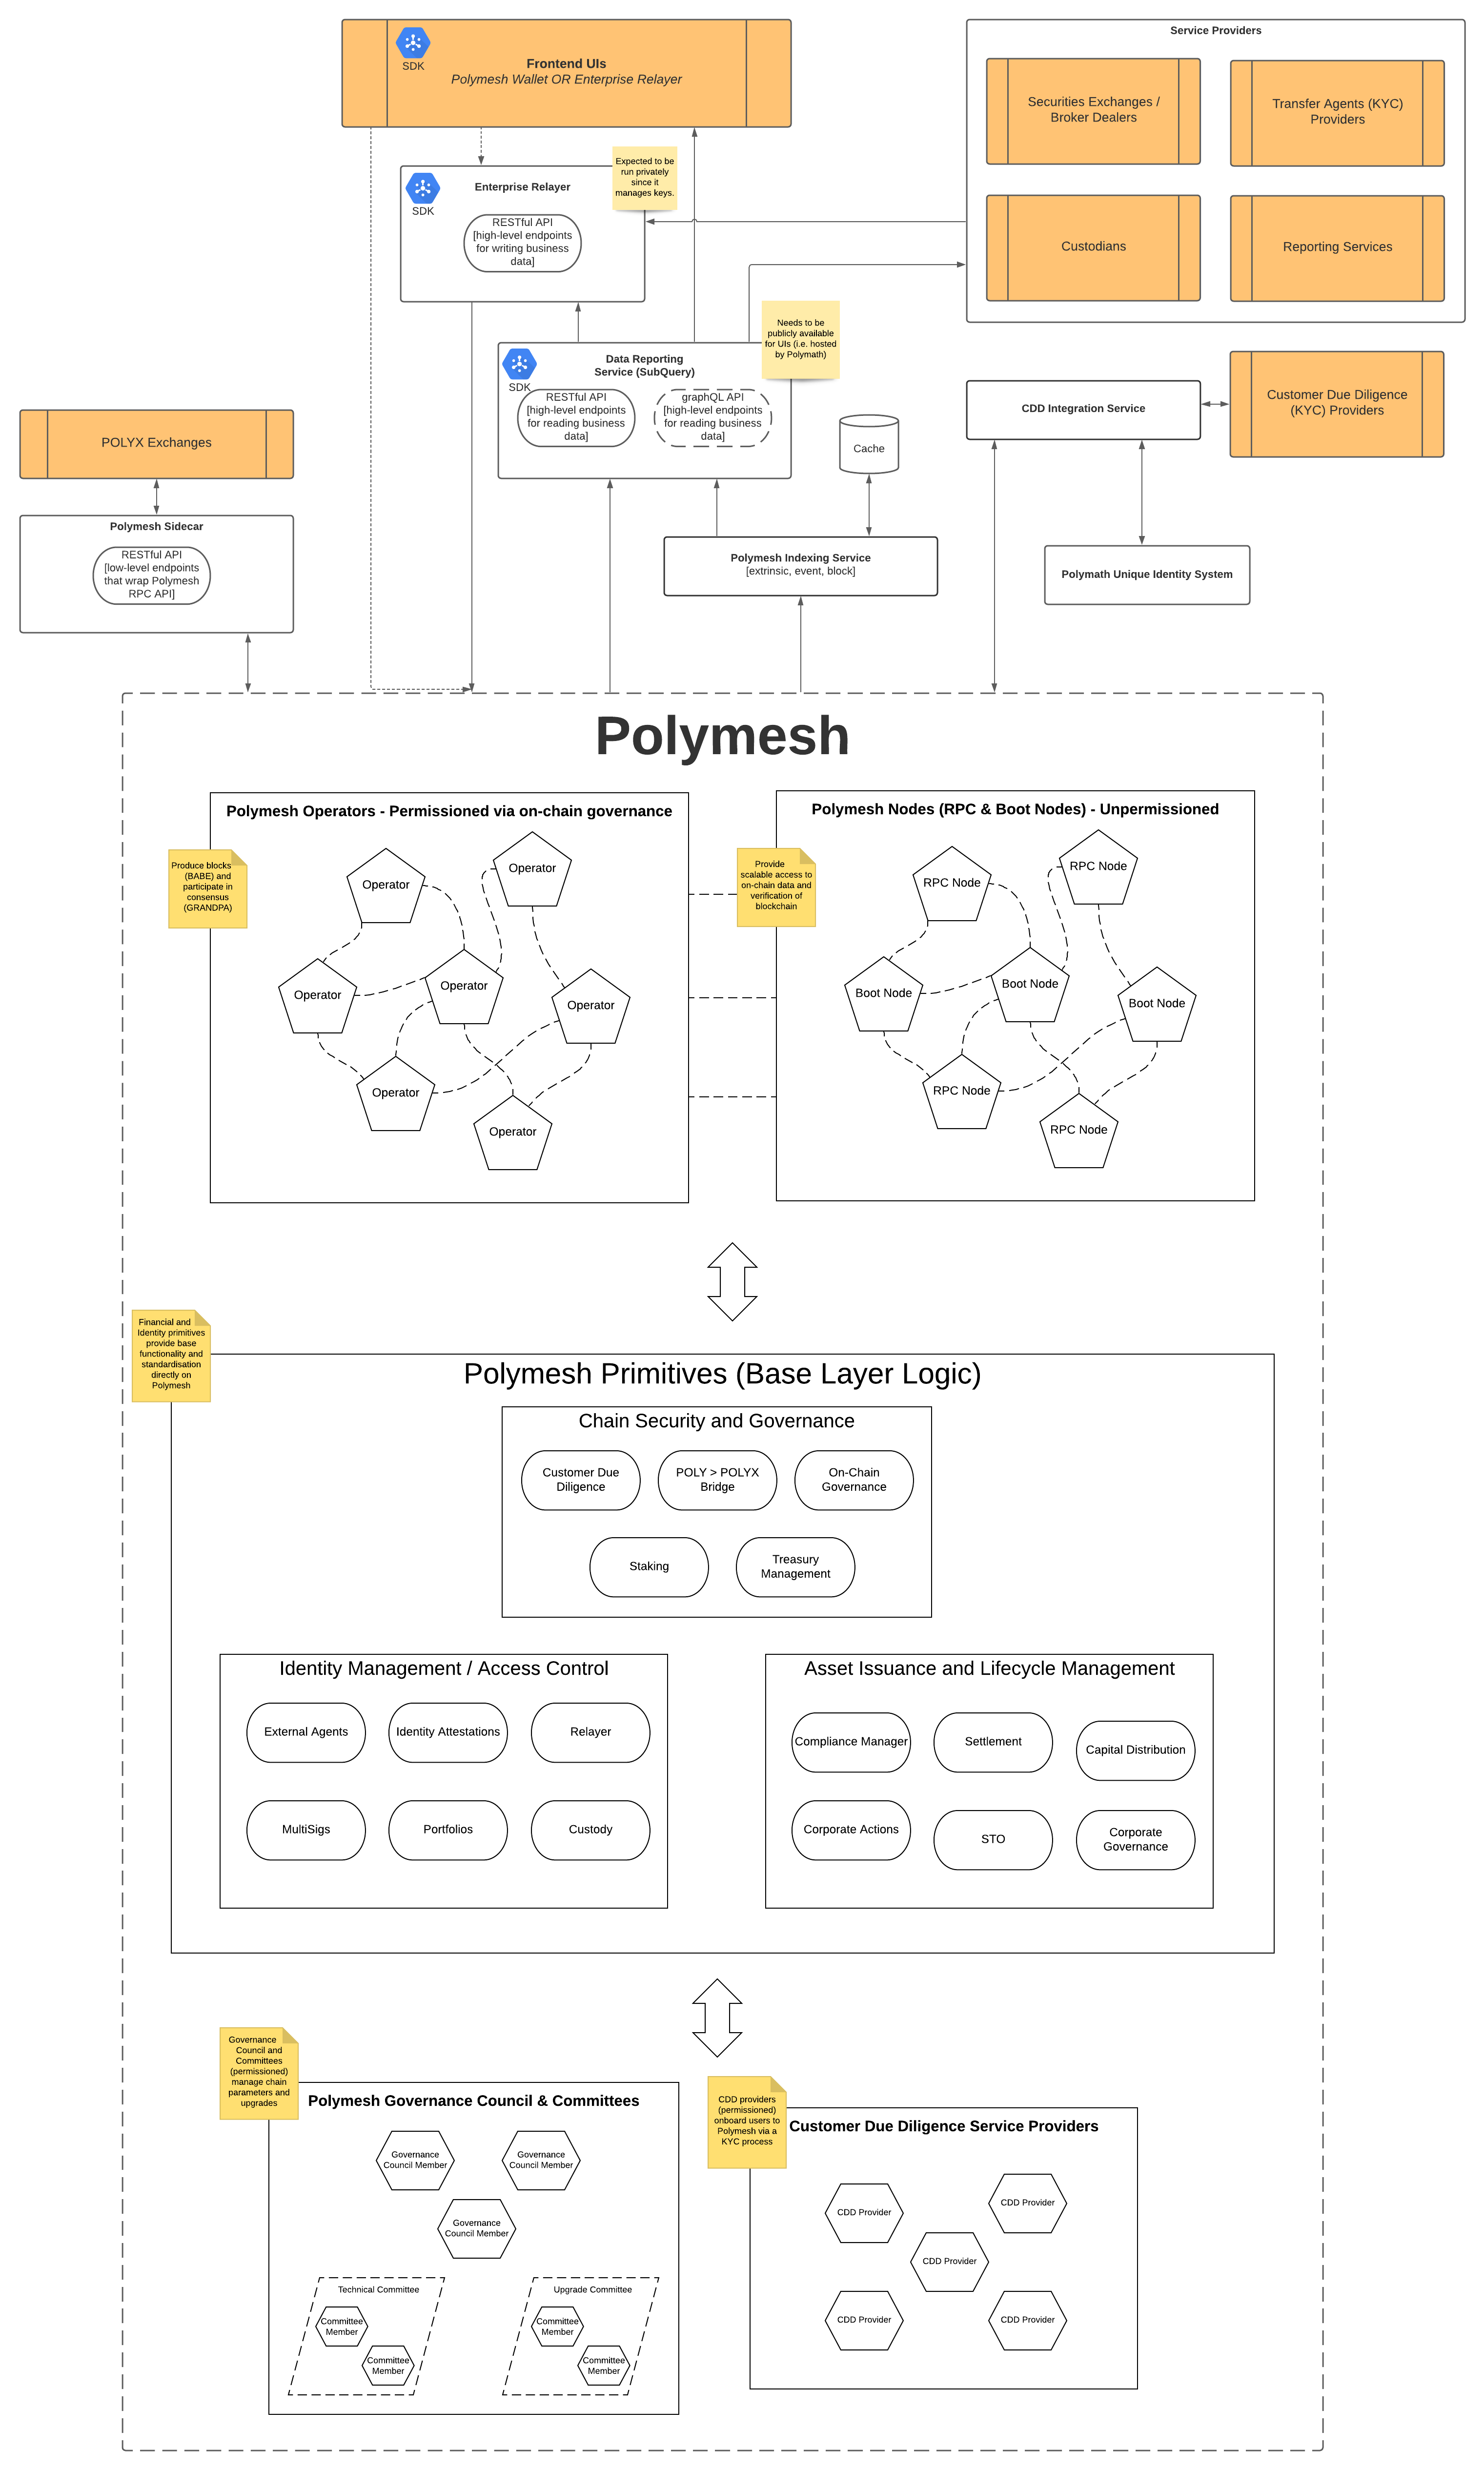 SDK
Frontend UIs
Polymesh Wallet OR Enterprise Relayer
Service Providers
Securities Exchanges /
Broker Dealers
Transfer Agents (KYC)
Providers
Custodians
Reporting Services
SDK
Enterprise Relayer
RESTful API
[high-level endpoints
for writing business
data]
Expected to be
run privately
since it
manages keys.
SDK
Data Reporting
Service (SubQuery)
RESTful API
[high-level endpoints
for reading business
data]
graphQL API
[high-level endpoints
for reading business
data]
Needs to be
publicly available
for UIs (i.e. hosted
by Polymath)
Cache
CDD Integration Service
Customer Due Diligence
(KYC) Providers
POLYX Exchanges
Polymesh Sidecar
RESTful API
[low-level endpoints
that wrap Polymesh
RPC API]
Polymesh Indexing Service
[extrinsic, event, block]
Polymath Unique Identity System
Polymesh
Polymesh Operators - Permissioned via on-chain governance
Produce blocks
(BABE) and
participate in
consensus
(GRANDPA)
Operator
Operator
Operator
Operator
Operator
Operator
Operator
Polymesh Nodes (RPC & Boot Nodes) - Unpermissioned
Provide
scalable access to
on-chain data and
verification of
blockchain
RPC Node
RPC Node
Boot Node
Boot Node
Boot Node
RPC Node
RPC Node
Financial and
Identity primitives
provide base
functionality and
standardisation
directly on
Polymesh
Polymesh Primitives (Base Layer Logic)
Chain Security and Governance
Customer Due
Diligence
POLY > POLYX
Bridge
On-Chain
Governance
Staking
Treasury
Management
Identity Management / Access Control
External Agents
Identity Attestations
Relayer
MultiSigs
Portfolios
Custody
Asset Issuance and Lifecycle Management
Compliance Manager
Settlement
Capital Distribution
Corporate Actions
STO
Corporate
Governance
Governance
Council and
Committees
(permissioned)
manage chain
parameters and
upgrades
Polymesh Governance Council & Committees
Governance
Council Member
Governance
Council Member
Governance
Council Member
Technical Committee
Committee
Member
Committee
Member
Upgrade Committee
Committee
Member
Committee
Member
CDD providers
(permissioned)
onboard users to
Polymesh via a
KYC process
Customer Due Diligence Service Providers
CDD Provider
CDD Provider
CDD Provider
CDD Provider
CDD Provider